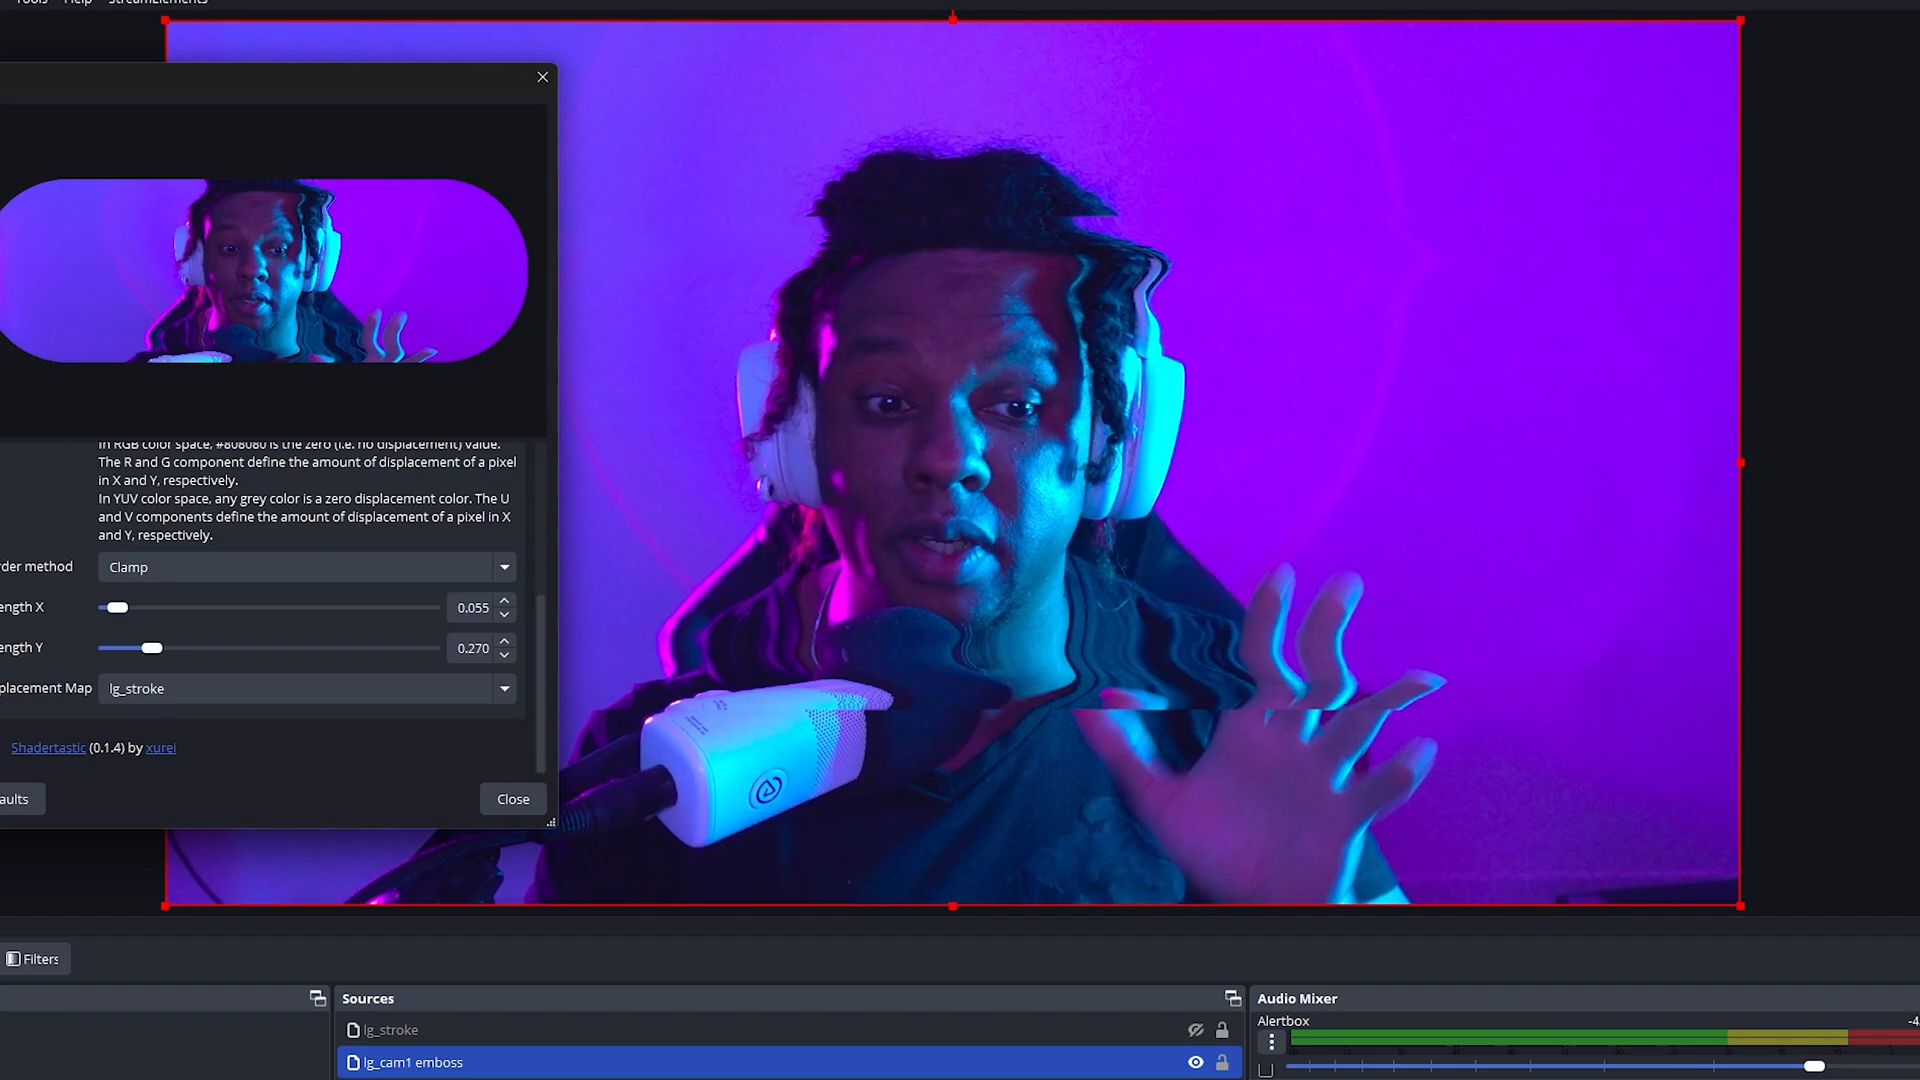 Tools Help StreamElements
In RGB color space, #808080 is the zero (i.e. no displacement) value.
The R and G component define the amount of displacement of a pixel
in X and Y, respectively.
In YUV color space, any grey color is a zero displacement color. The U
and V components define the amount of displacement of a pixel in X
and Y, respectively.
rder method Clamp
ength X 0.055
ength Y 0.270
placement Map lg_stroke
Shadertastic (0.1.4) by xurei
aults Close
Filters
Sources
lg_stroke
lg_cam1 emboss
Audio Mixer
Alertbox -4